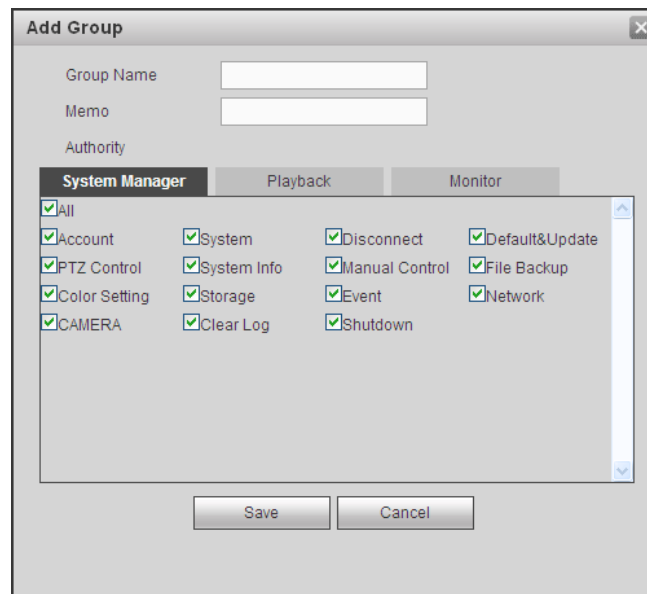 Add Group
Group Name
Memo
Authority
System Manager Playback Monitor
All
Account System Disconnect Default&Update
PTZ Control System Info Manual Control File Backup
Color Setting Storage Event Network
CAMERA Clear Log Shutdown
Save Cancel